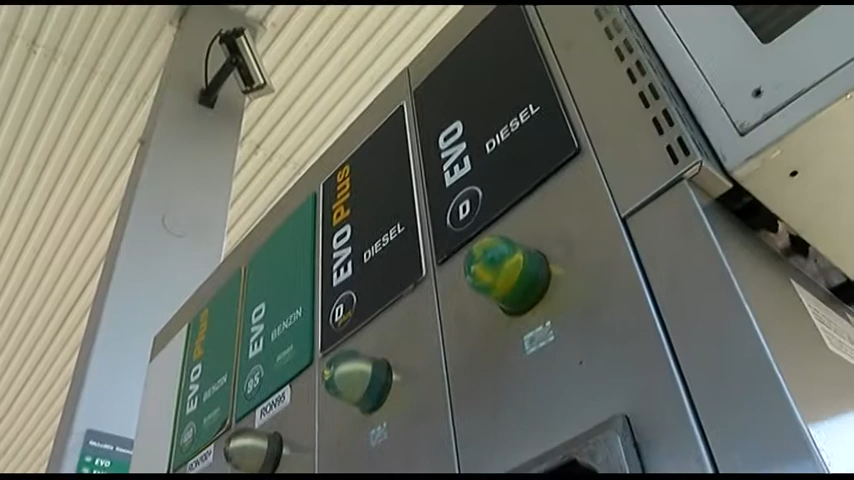 EVO Plus
BENZIN
RON100
EVO
BENZIN
95
RON95
EVO Plus
DIESEL
D
EVO
DIESEL
D
EVO